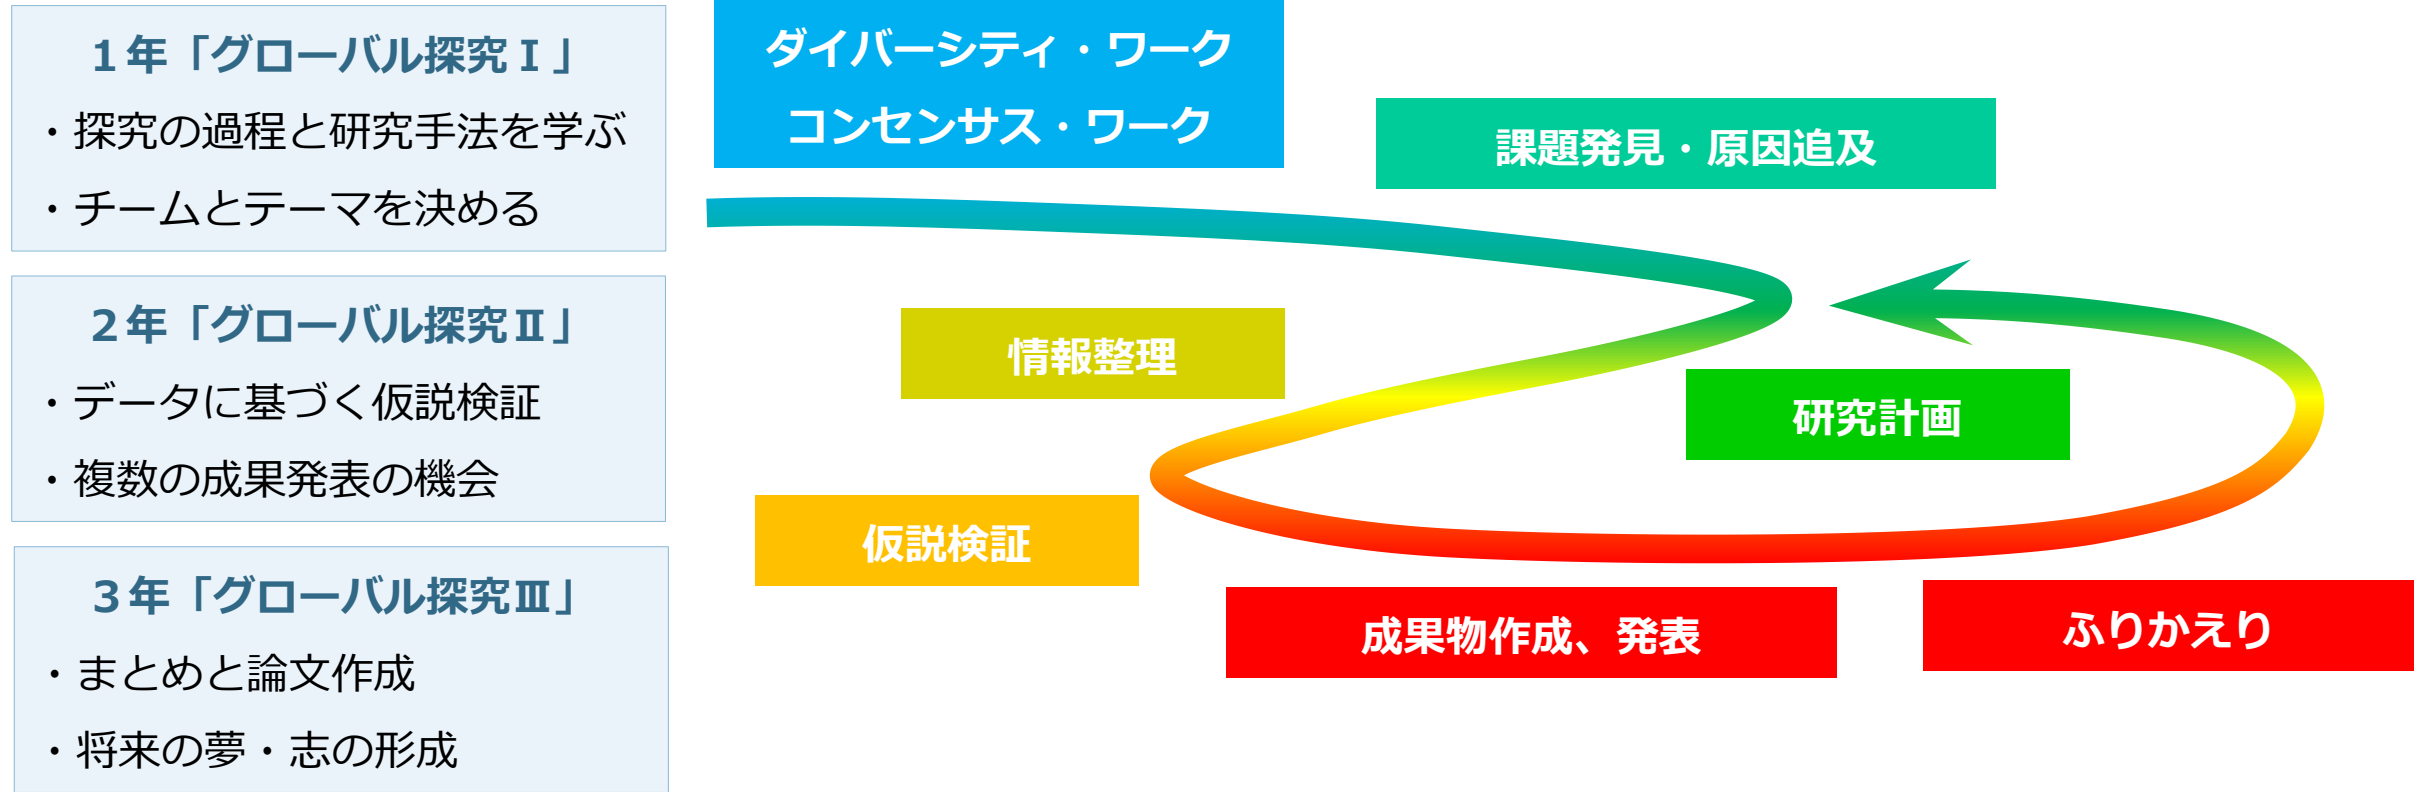 １年「グローバル探究Ⅰ」
・探究の過程と研究手法を学ぶ
・チームとテーマを決める
２年「グローバル探究Ⅱ」
・データに基づく仮説検証
・複数の成果発表の機会
３年「グローバル探究Ⅲ」
・まとめと論文作成
・将来の夢・志の形成
ダイバーシティ・ワーク
コンセンサス・ワーク
課題発見・原因追及
情報整理
研究計画
仮説検証
成果物作成、発表
ふりかえり